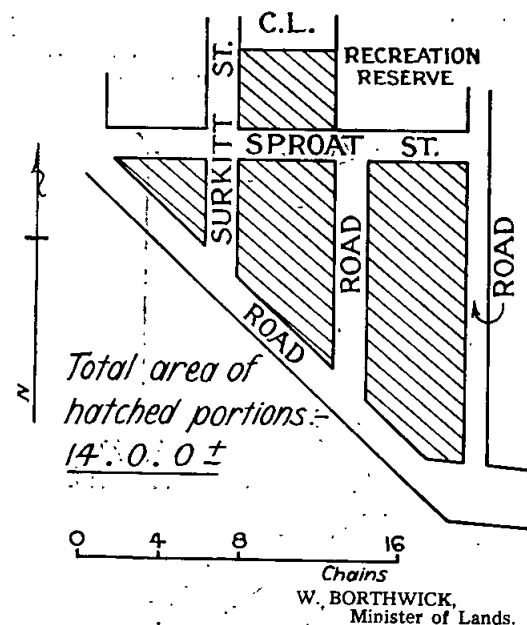 C.L.
RECREATION
RESERVE
SURKITT ST.
SPROAT ST.
ROAD
ROAD
ROAD
N
Total area of
hatched portions:-
14 . 0 . 0 ±
0 4 8 16
Chains
W. BORTHWICK,
Minister of Lands.